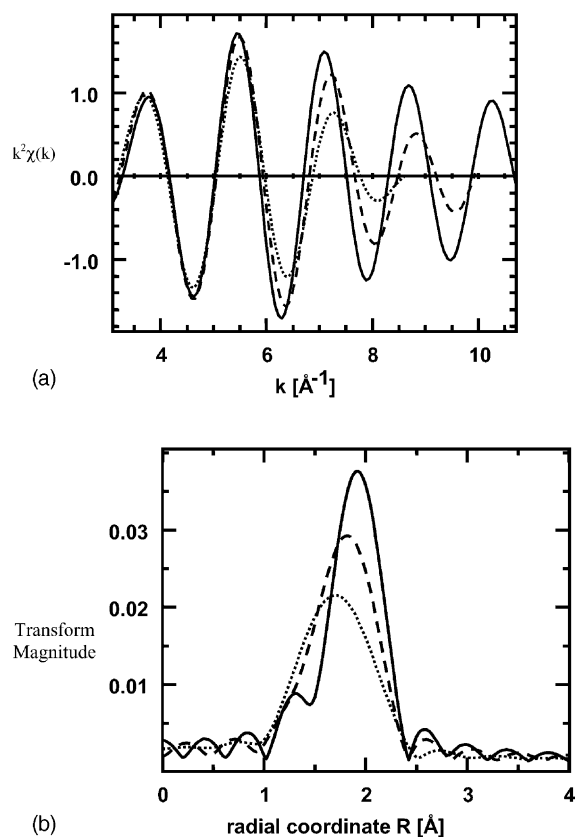 1.0
k²χ(k)
0.0
-1.0
4 6 8 10
(a)
k [Å⁻¹]
0.03
0.02
Transform
Magnitude
0.01
0 1 2 3 4
(b)
radial coordinate R [Å]